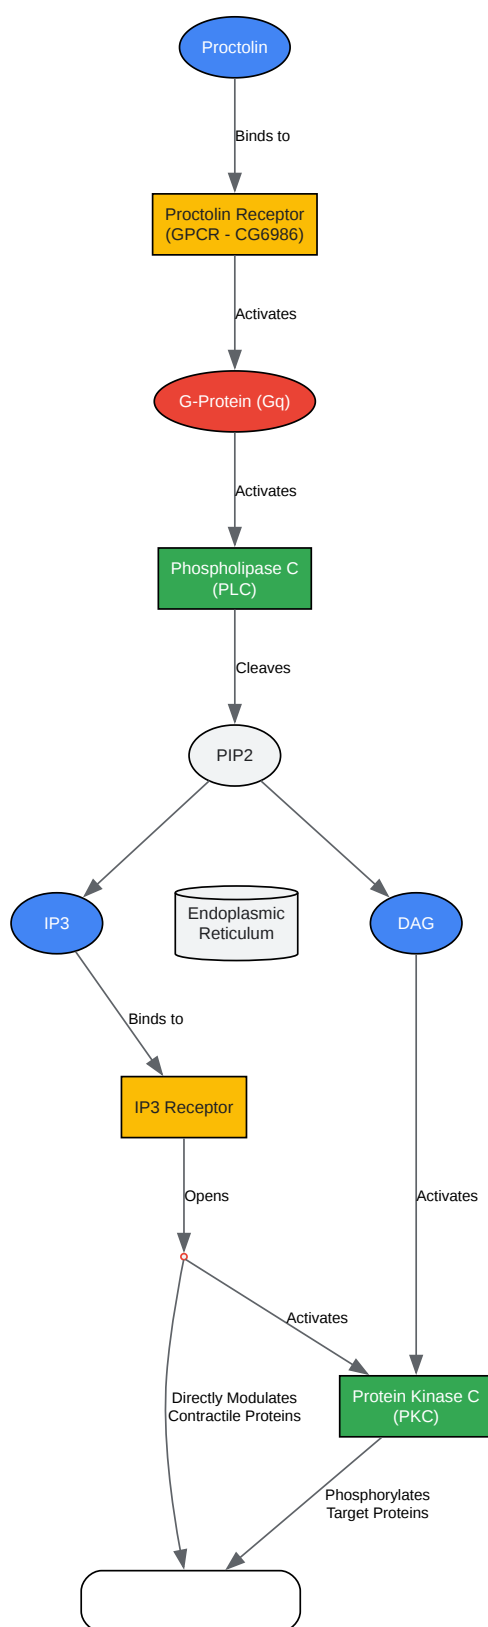 Proctolin
Binds to
Proctolin Receptor
(GPCR - CG6986)
Activates
G-Protein (Gq)
Activates
Phospholipase C
(PLC)
Cleaves
PIP2
IP3
Endoplasmic
Reticulum
DAG
Binds to
IP3 Receptor
Opens
Activates
Activates
Directly Modulates
Contractile Proteins
Protein Kinase C
(PKC)
Phosphorylates
Target Proteins